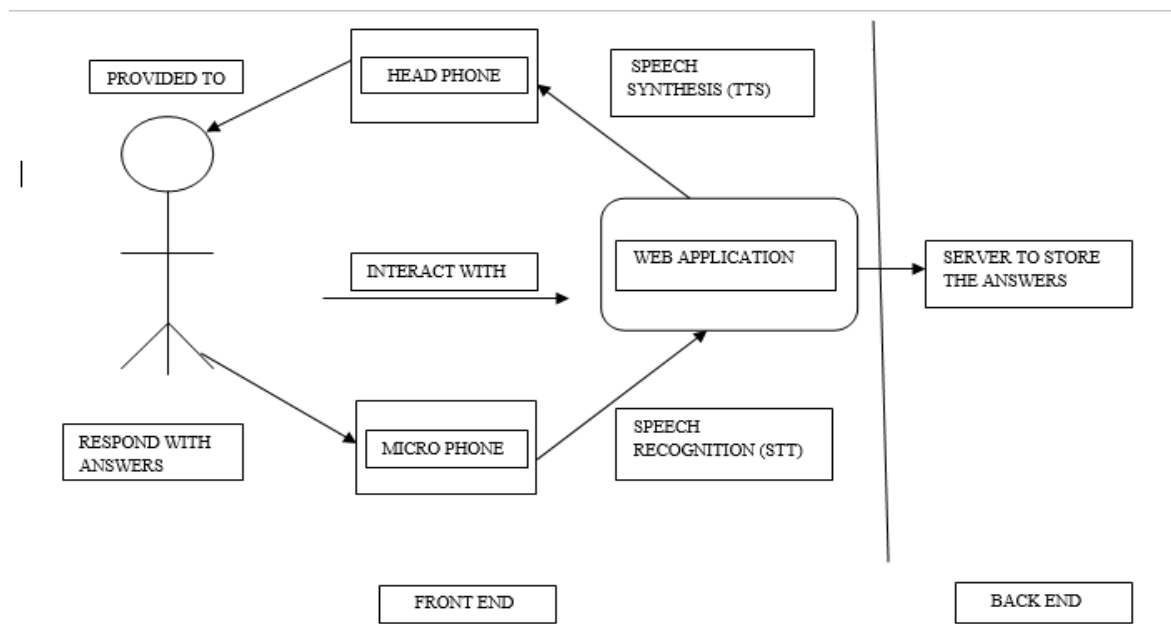 HEAD PHONE
SPEECH
SYNTHESIS (TTS)
PROVIDED TO
WEB APPLICATION
INTERACT WITH
SERVER TO STORE
THE ANSWERS
RESPOND WITH
ANSWERS
MICRO PHONE
SPEECH
RECOGNITION (STT)
FRONT END
BACK END